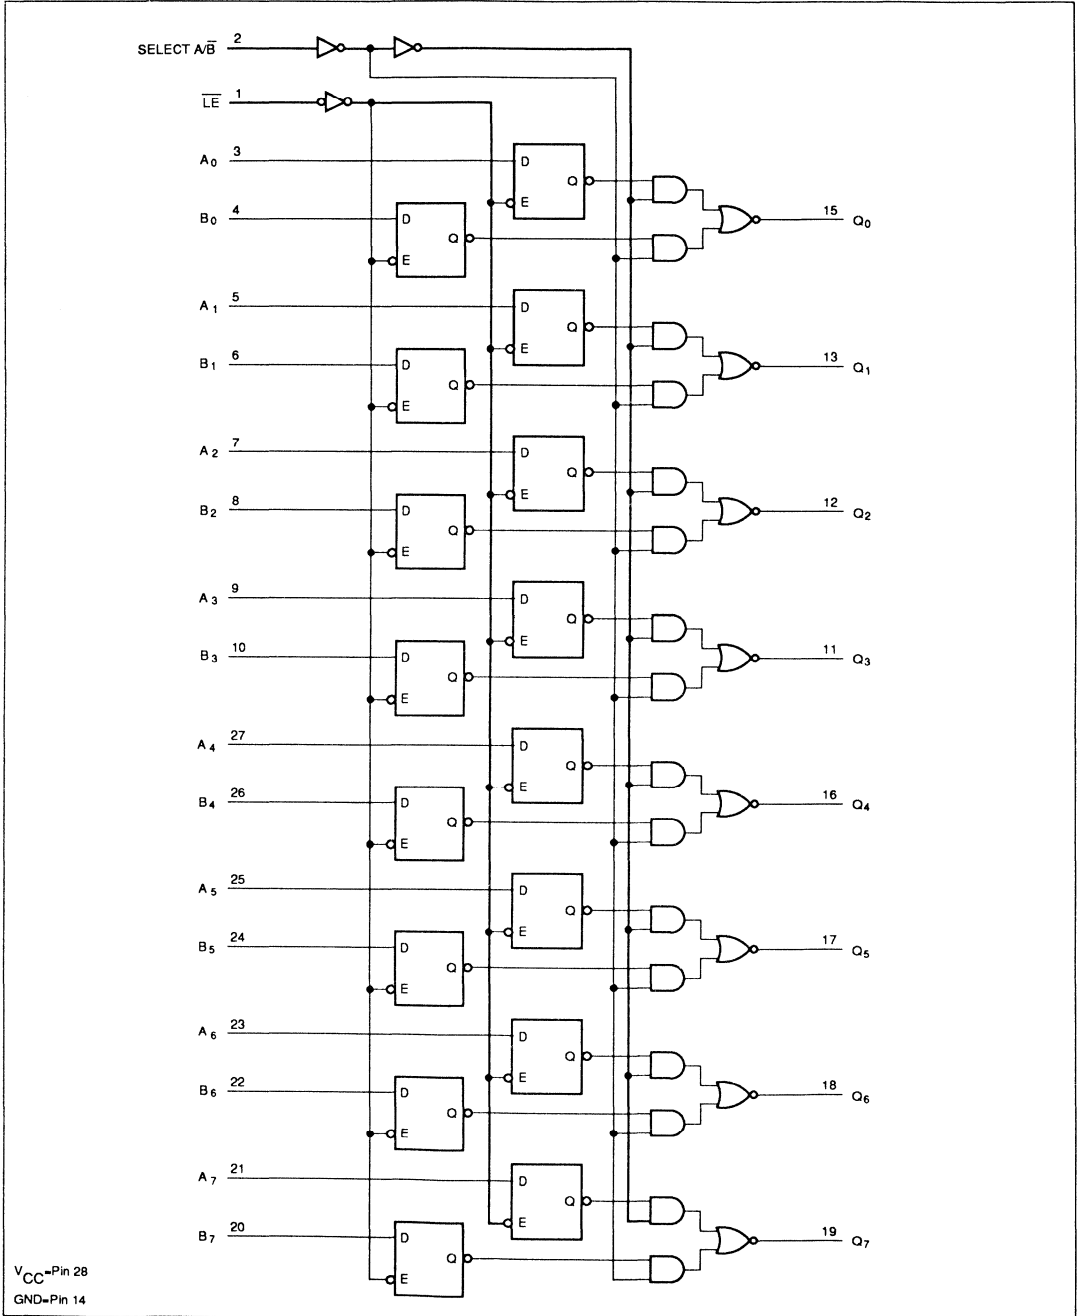 SELECT A/B̅ 2
L̅E̅ 1
A0 3
D
Q
E
15 Q0
B0 4
D
Q
E
A1 5
D
Q
E
13 Q1
B1 6
D
Q
E
A2 7
D
Q
E
12 Q2
B2 8
D
Q
E
A3 9
D
Q
E
11 Q3
B3 10
D
Q
E
A4 27
D
Q
E
16 Q4
B4 26
D
Q
E
A5 25
D
Q
E
17 Q5
B5 24
D
Q
E
A6 23
D
Q
E
18 Q6
B6 22
D
Q
E
A7 21
D
Q
E
19 Q7
B7 20
D
Q
E
VCC=Pin 28
GND=Pin 14